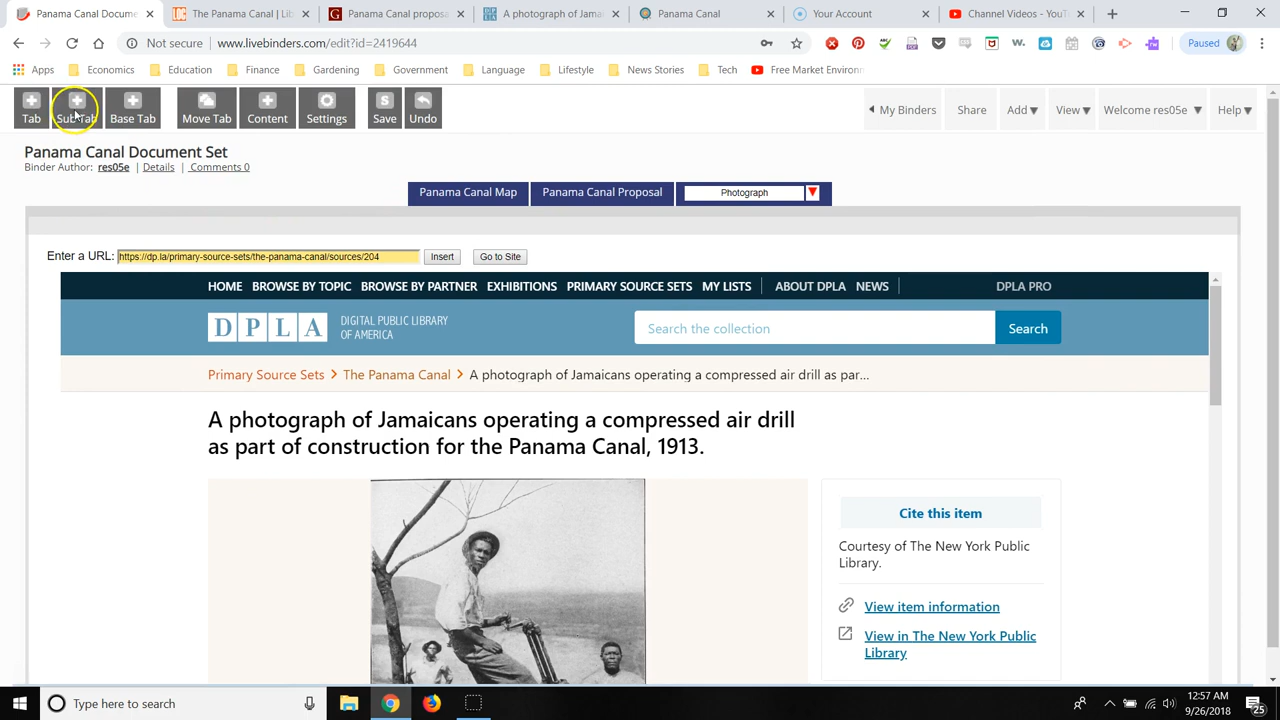 Panama Canal Docume
The Panama Canal | Lib
Panama Canal propos
A photograph of Jamai
Panama Canal
Your Account
Channel Videos - YouT
Not secure
www.livebinders.com/edit?id=2419644
Paused
Apps
Economics
Education
Finance
Gardening
Government
Language
Lifestyle
News Stories
Tech
Free Market Environ
Tab
SubTab
Base Tab
Move Tab
Content
Settings
S
Save
Undo
My Binders
Share
Add
View
Welcome res05e
Help
Panama Canal Document Set
Binder Author: res05e | Details | Comments 0
Panama Canal Map
Panama Canal Proposal
Photograph
Enter a URL: https://dp.la/primary-source-sets/the-panama-canal/sources/204
Insert
Go to Site
HOME
BROWSE BY TOPIC
BROWSE BY PARTNER
EXHIBITIONS
PRIMARY SOURCE SETS
MY LISTS
ABOUT DPLA
NEWS
DPLA PRO
D P L A
DIGITAL PUBLIC LIBRARY
OF AMERICA
Search the collection
Search
Primary Source Sets > The Panama Canal > A photograph of Jamaicans operating a compressed air drill as par...
A photograph of Jamaicans operating a compressed air drill
as part of construction for the Panama Canal, 1913.
Cite this item
Courtesy of The New York Public
Library.
View item information
View in The New York Public
Library
Type here to search
12:57 AM
9/26/2018
25